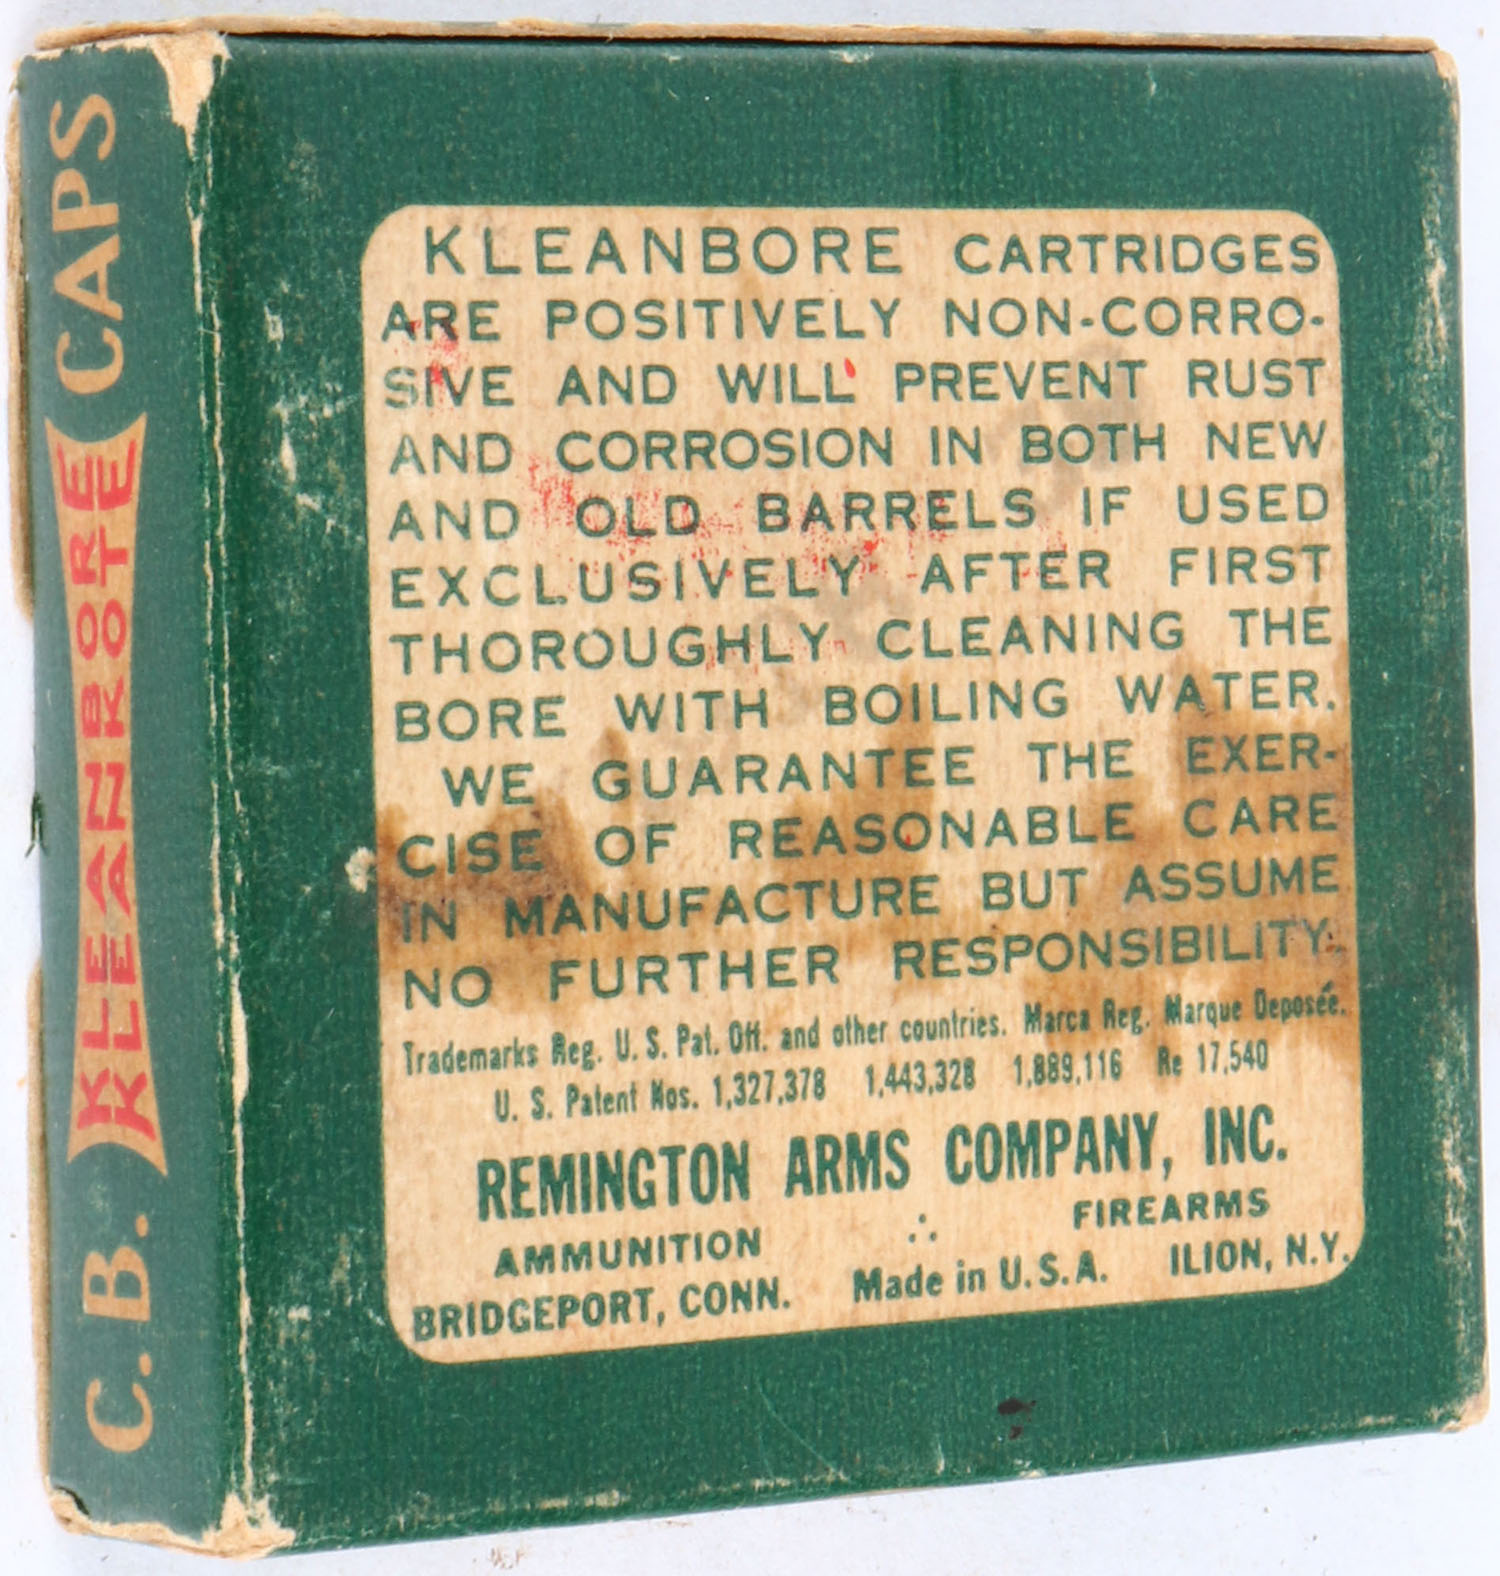 C.B. KLEANBORE CAPS
KLEANKOTE
KLEANBORE CARTRIDGES
ARE POSITIVELY NON-CORRO-
SIVE AND WILL PREVENT RUST
AND CORROSION IN BOTH NEW
AND OLD BARRELS IF USED
EXCLUSIVELY AFTER FIRST
THOROUGHLY CLEANING THE
BORE WITH BOILING WATER.
WE GUARANTEE THE EXER-
CISE OF REASONABLE CARE
IN MANUFACTURE BUT ASSUME
NO FURTHER RESPONSIBILITY.
Trademarks Reg. U. S. Pat. Off. and other countries. Marca Reg. Marque Deposée.
U. S. Patent Nos. 1,327,378 1,443,328 1,889,116 Re 17,540
REMINGTON ARMS COMPANY, INC.
AMMUNITION ∴ FIREARMS
BRIDGEPORT, CONN. Made in U.S.A. ILION, N.Y.